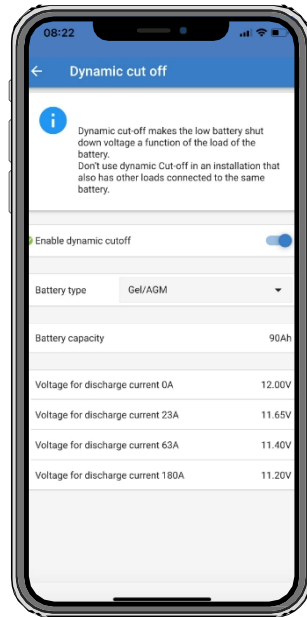 08:22
Dynamic cut off
Dynamic cut-off makes the low battery shut
down voltage a function of the load of the
battery.
Don't use dynamic Cut-off in an installation that
also has other loads connected to the same
battery.
Enable dynamic cutoff
Battery type Gel/AGM
Battery capacity 90Ah
Voltage for discharge current 0A 12.00V
Voltage for discharge current 23A 11.65V
Voltage for discharge current 63A 11.40V
Voltage for discharge current 180A 11.20V